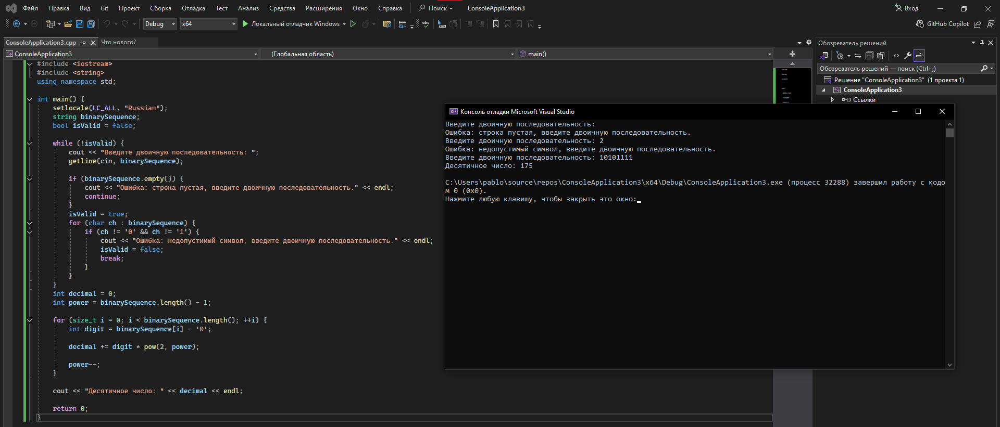 Файл Правка Вид Git Проект Сборка Отладка Тест Анализ Средства Расширения Окно Справка Поиск ConsoleApplication3 Вход
Debug x64 Локальный отладчик Windows GitHub Copilot
ConsoleApplication3.cpp Что нового?
ConsoleApplication3 (Глобальная область) main()
#include <iostream>
#include <string>
using namespace std;
int main() {
setlocale(LC_ALL, "Russian");
string binarySequence;
bool isValid = false;
while (!isValid) {
cout << "Введите двоичную последовательность: ";
getline(cin, binarySequence);
if (binarySequence.empty()) {
cout << "Ошибка: строка пустая, введите двоичную последовательность." << endl;
continue;
}
isValid = true;
for (char ch : binarySequence) {
if (ch != '0' && ch != '1') {
cout << "Ошибка: недопустимый символ, введите двоичную последовательность." << endl;
isValid = false;
break;
}
}
}
int decimal = 0;
int power = binarySequence.length() - 1;
for (size_t i = 0; i < binarySequence.length(); ++i) {
int digit = binarySequence[i] - '0';
decimal += digit * pow(2, power);
power--;
}
cout << "Десятичное число: " << decimal << endl;
return 0;
}
Обозреватель решений
Обозреватель решений — поиск (Ctrl+;)
Решение "ConsoleApplication3" (1 проекта 1)
ConsoleApplication3
Ссылки
Консоль отладки Microsoft Visual Studio
Введите двоичную последовательность:
Ошибка: строка пустая, введите двоичную последовательность.
Введите двоичную последовательность: 2
Ошибка: недопустимый символ, введите двоичную последовательность.
Введите двоичную последовательность: 10101111
Десятичное число: 175
C:\Users\pablo\source\repos\ConsoleApplication3\x64\Debug\ConsoleApplication3.exe (процесс 32288) завершил работу с кодо
м 0 (0x0).
Нажмите любую клавишу, чтобы закрыть это окно: